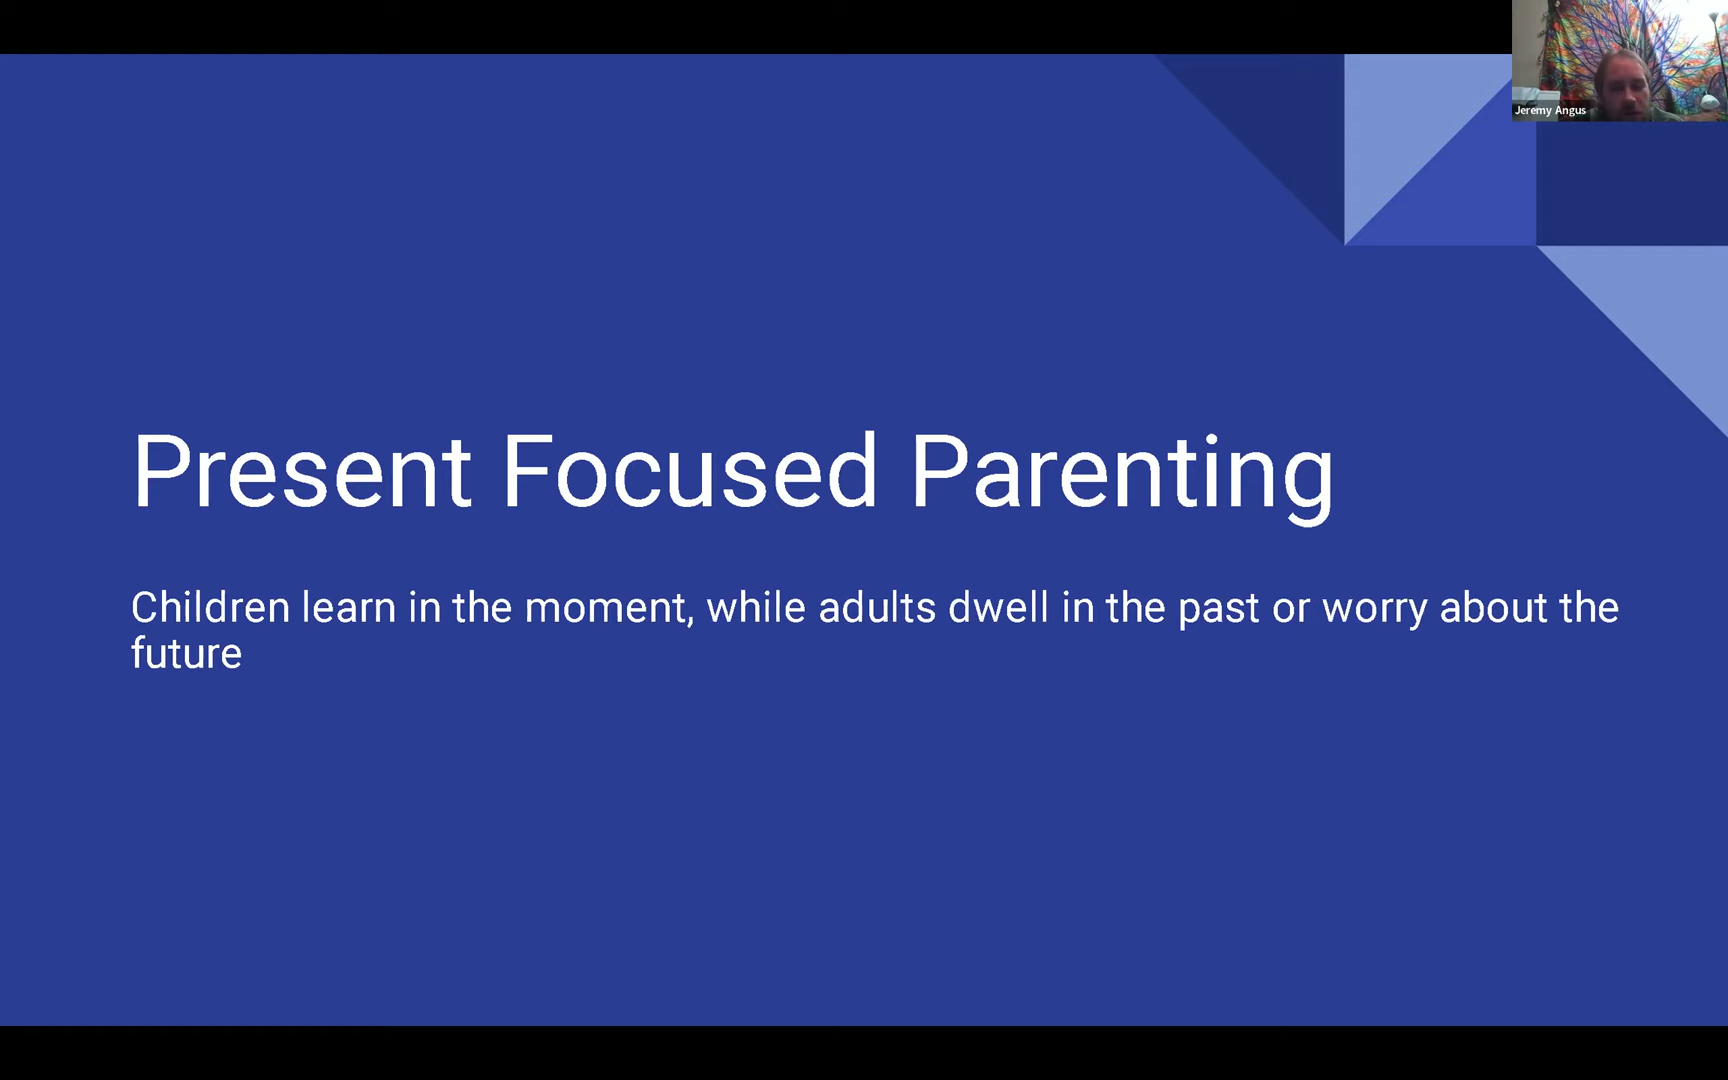 Jeremy Angus
Present Focused Parenting
Children learn in the moment, while adults dwell in the past or worry about the
future